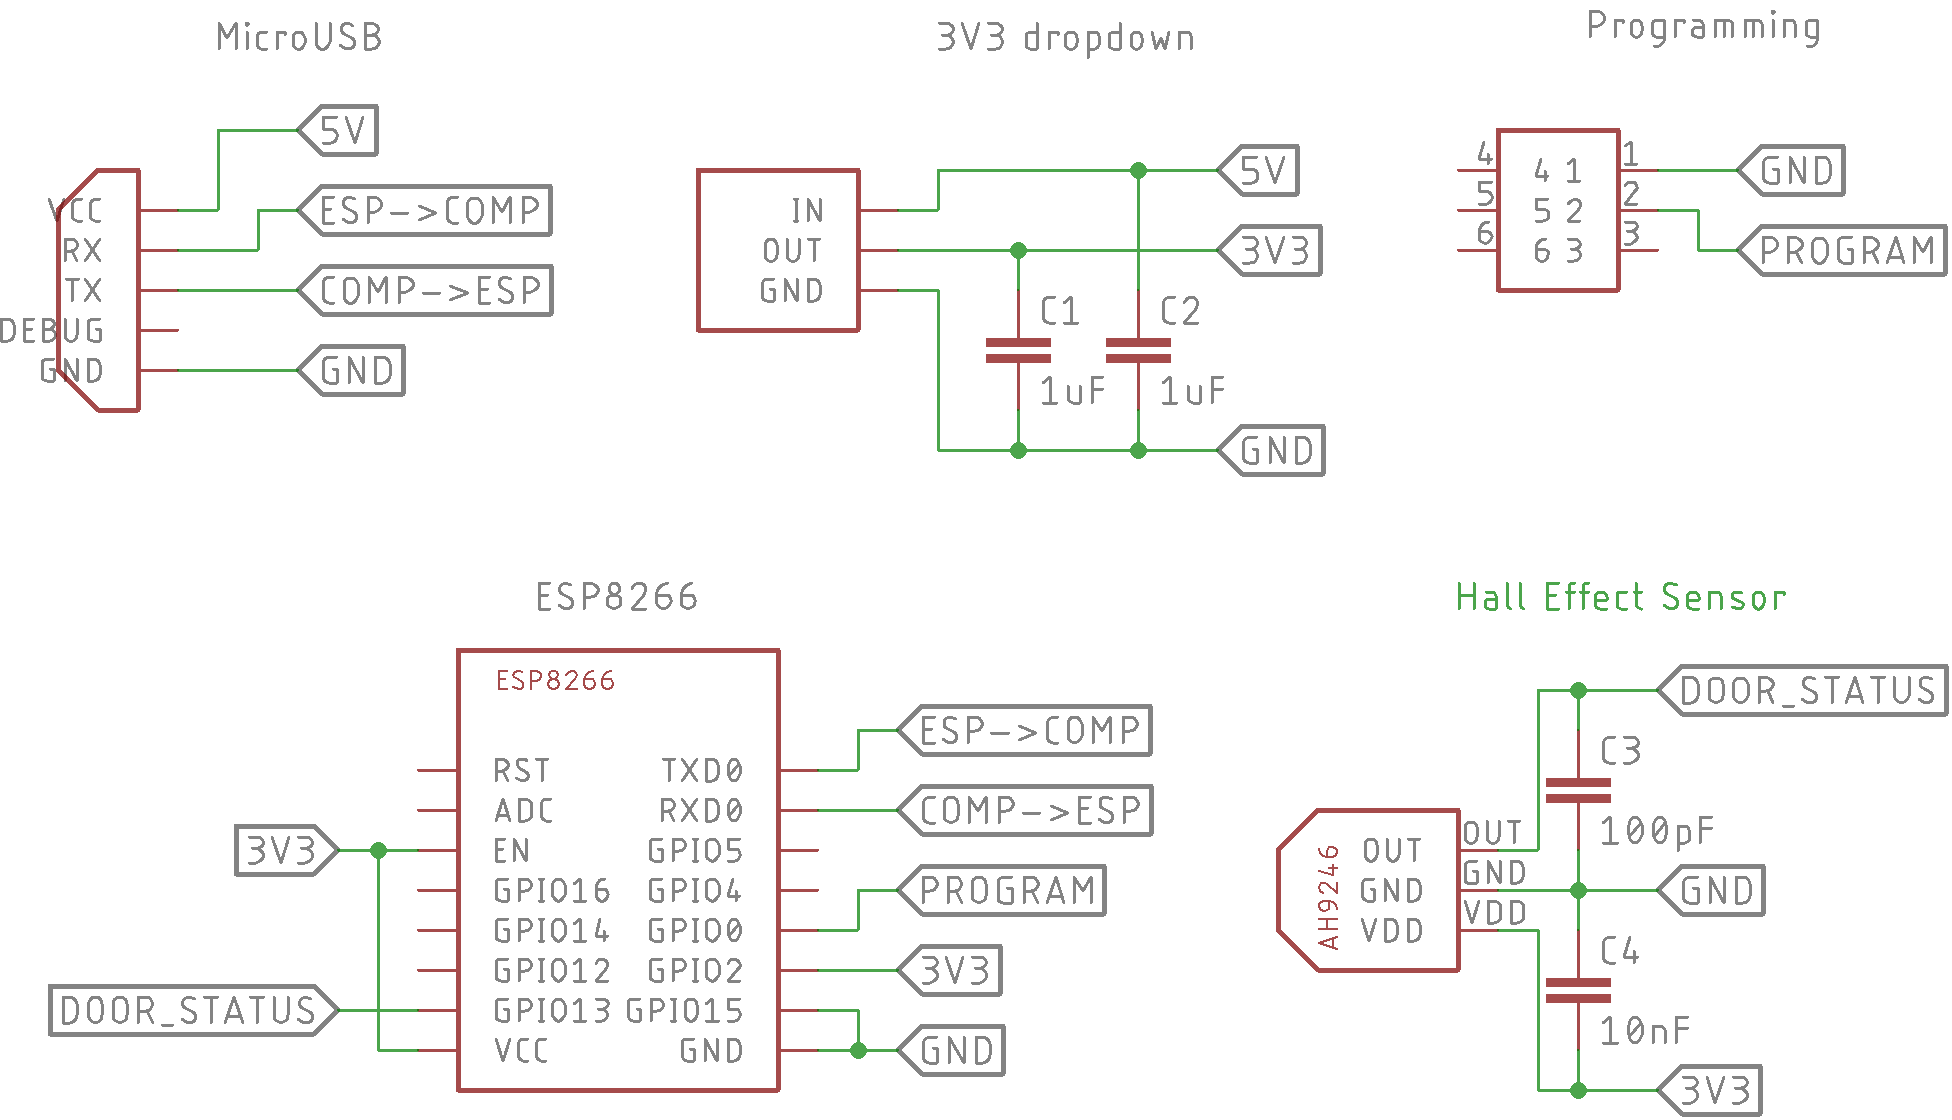 MicroUSB
5V
VCC
ESP->COMP
RX
COMP->ESP
TX
DEBUG
GND
GND
3V3 dropdown
IN
5V
OUT
3V3
GND
C1
C2
1uF
1uF
GND
Programming
4
4 1
1
GND
5
5 2
2
6
6 3
3
PROGRAM
ESP8266
ESP8266
ESP->COMP
RST
TXD0
ADC
RXD0
COMP->ESP
3V3
EN
GPIO5
GPIO16
GPIO4
PROGRAM
GPIO14
GPIO0
GPIO12
GPIO2
3V3
DOOR_STATUS
GPIO13
GPIO15
VCC
GND
GND
Hall Effect Sensor
DOOR_STATUS
C3
100pF
AH9246
OUT
OUT
GND
GND
GND
VDD
VDD
C4
10nF
3V3